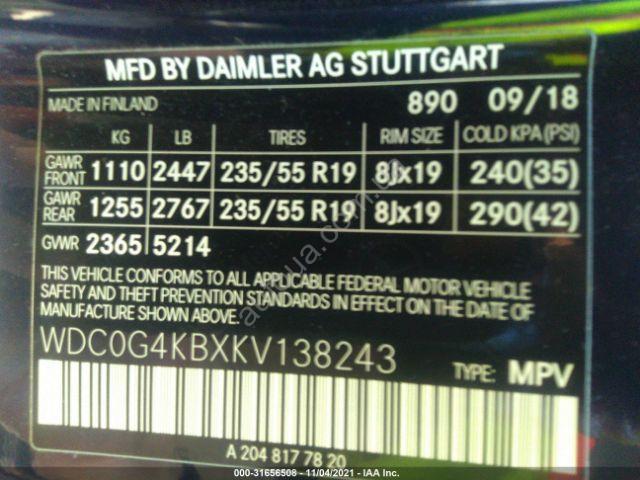 MFD BY DAIMLER AG STUTTGART
MADE IN FINLAND 890 09/18
KG LB TIRES RIM SIZE COLD KPA(PSI)
GAWR FRONT 1110 2447 235/55 R19 8Jx19 240(35)
GAWR REAR 1255 2767 235/55 R19 8Jx19 290(42)
GVWR 2365 5214
THIS VEHICLE CONFORMS TO ALL APPLICABLE FEDERAL MOTOR VEHICLE
SAFETY AND THEFT PREVENTION STANDARDS IN EFFECT ON THE DATE
OF MANUFACTURE SHOWN ABOVE.
WDC0G4KBXKV138243 TYPE: MPV
A 204 817 78 20
000-31656506 - 11/04/2021 - IAA Inc.